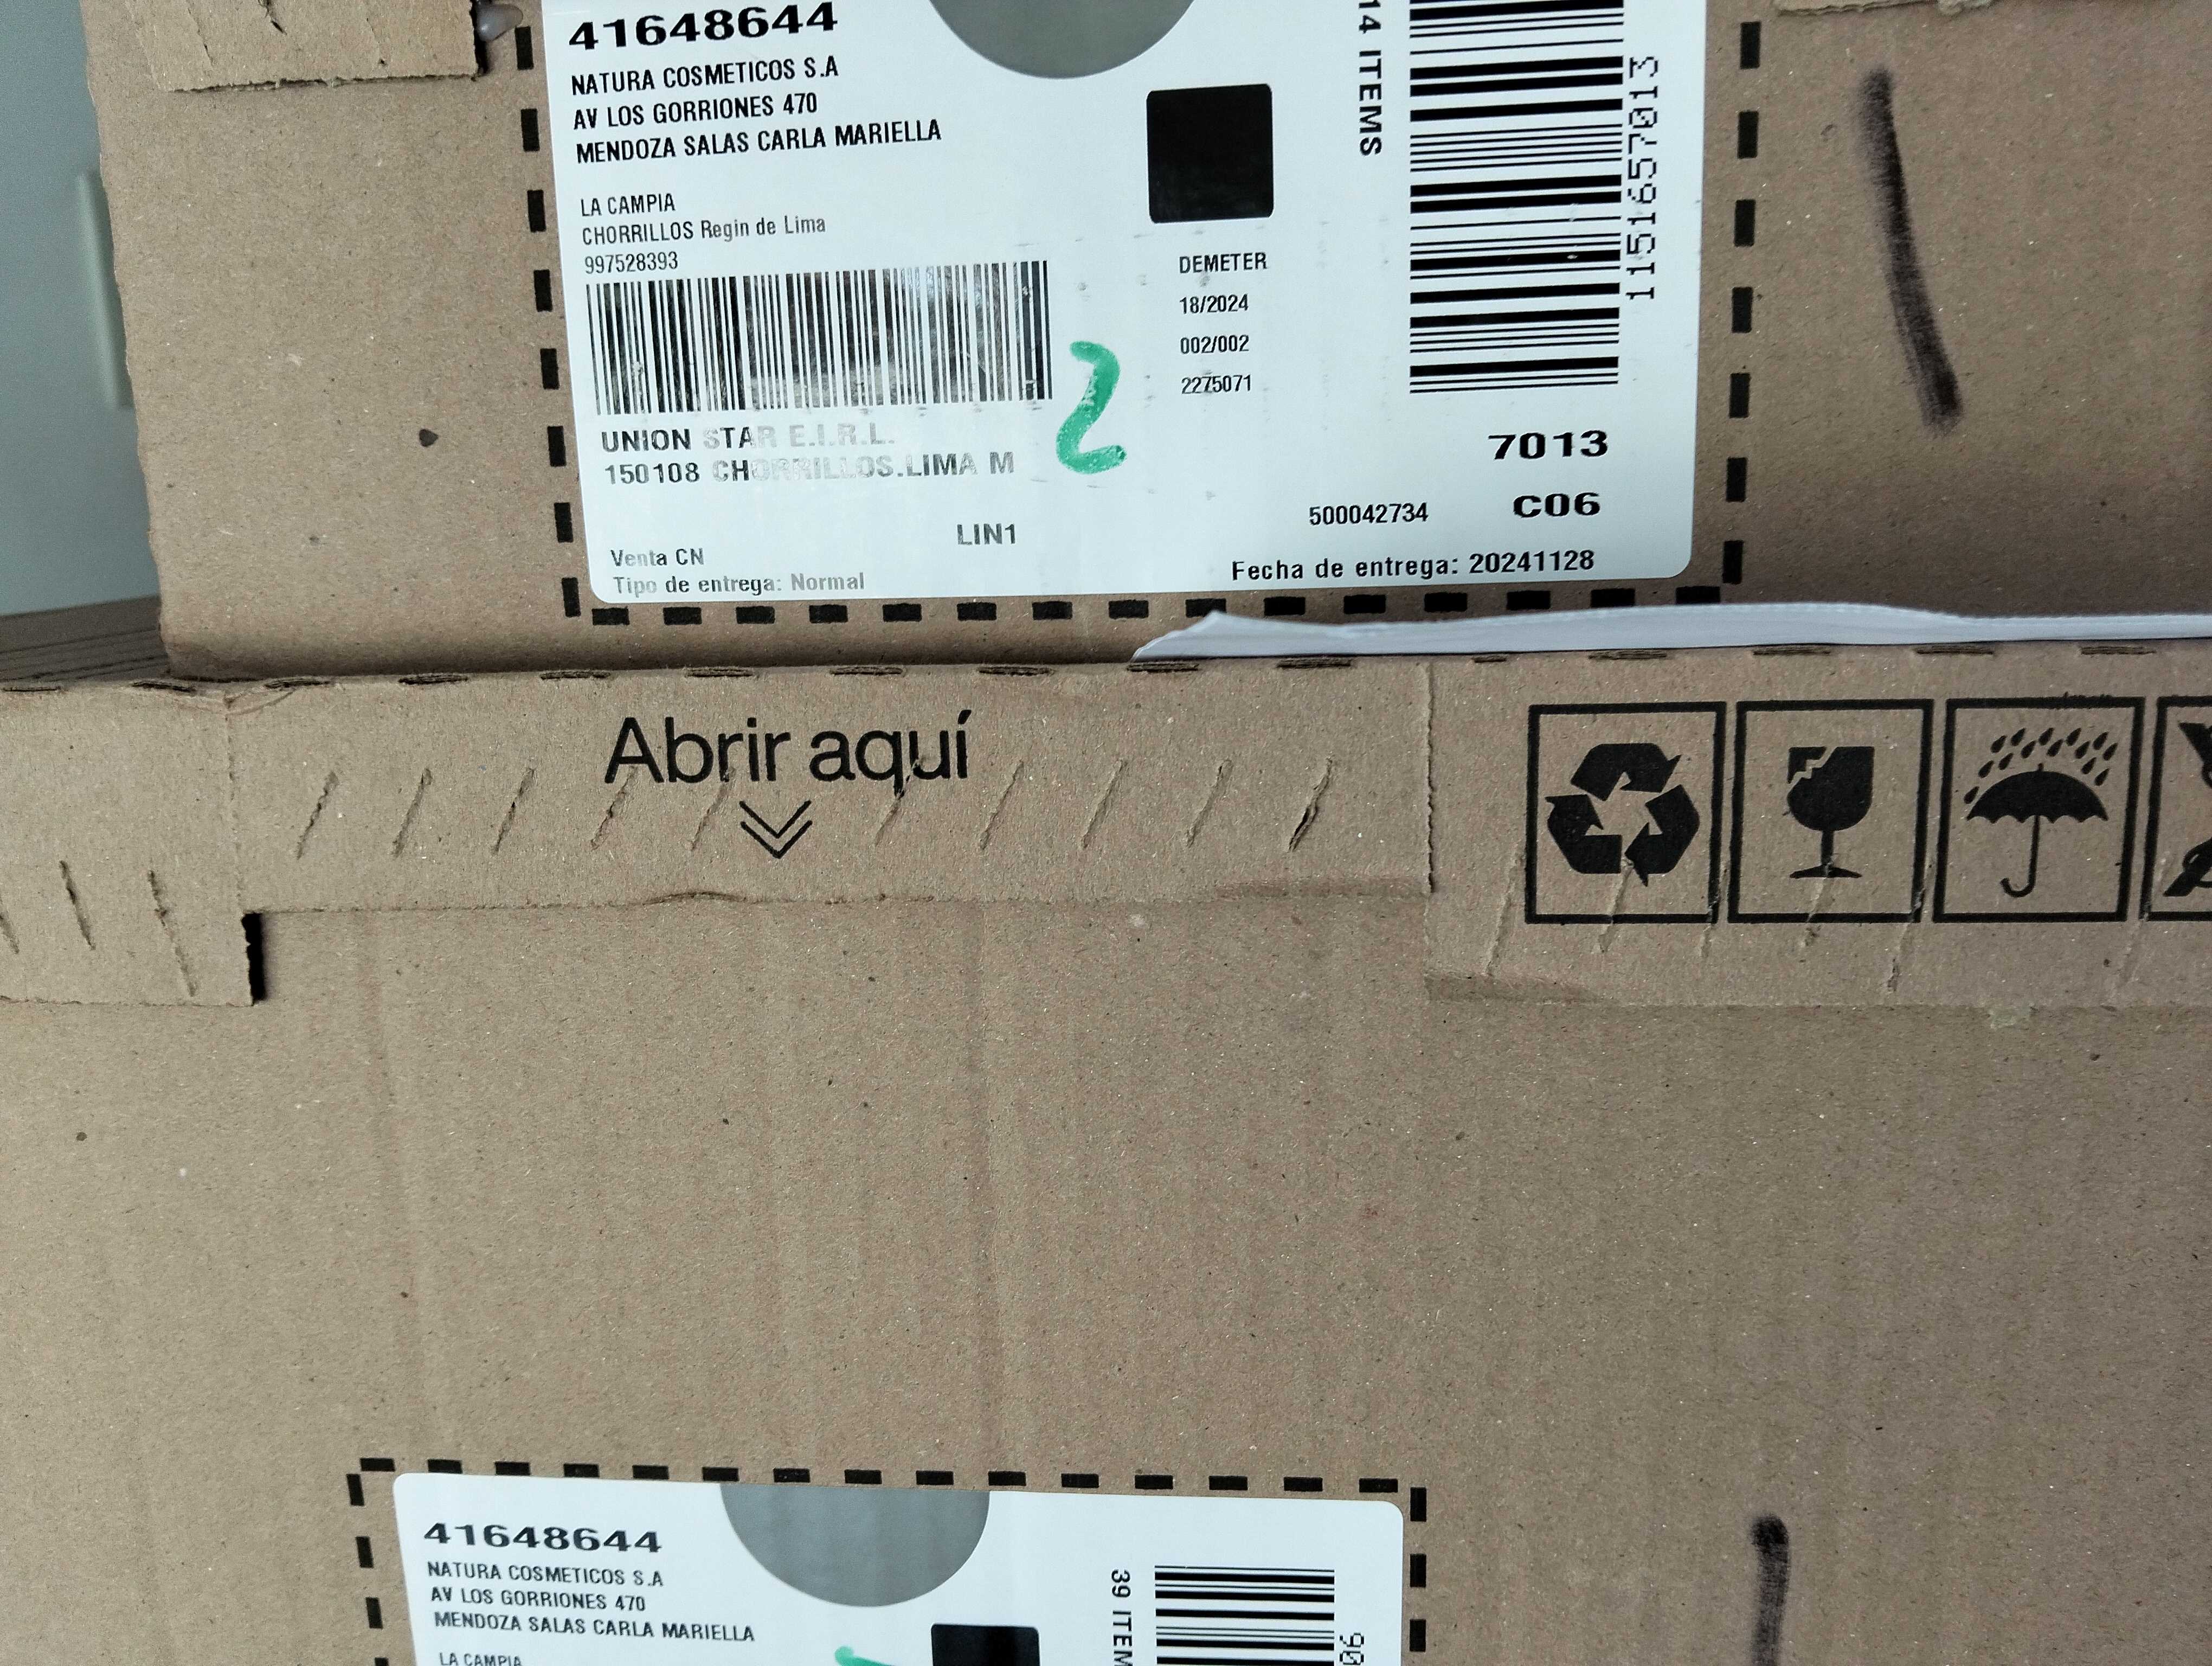 41648644
NATURA COSMETICOS S.A
AV LOS GORRIONES 470
MENDOZA SALAS CARLA MARIELLA
LA CAMPIA
CHORRILLOS Regin de Lima
997528393
UNION STAR E.I.R.L.
150108 CHORRILLOS.LIMA M
LIN1
Venta CN
Tipo de entrega: Normal
2
DEMETER
18/2024
002/002
2275071
14 ITEMS
1151657013
7013
500042734 C06
Fecha de entrega: 20241128
Abrir aquí
41648644
NATURA COSMETICOS S.A
AV LOS GORRIONES 470
MENDOZA SALAS CARLA MARIELLA
LA CAMPIA
39 ITEM
90